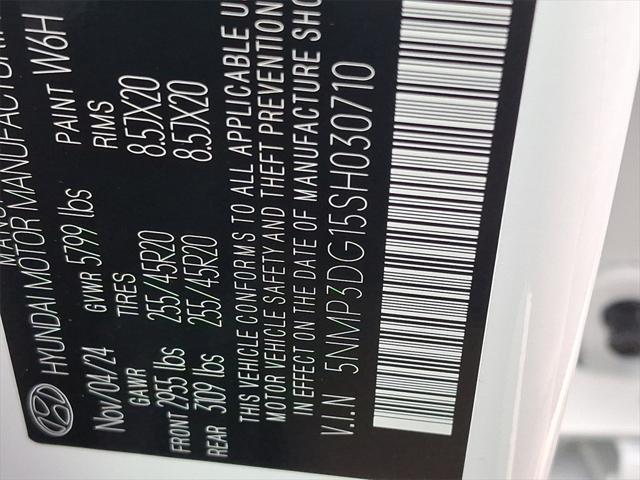 MANU
HYUNDAI MOTOR MANUFACTURING
Nov/04/24 GVWR 5799 lbs PAINT W6H
GAWR TIRES RIMS
FRONT 2955 lbs 255/45R20 8.5JX20
REAR 3109 lbs 255/45R20 8.5JX20
THIS VEHICLE CONFORMS TO ALL APPLICABLE U
MOTOR VEHICLE SAFETY AND THEFT PREVENTION
IN EFFECT ON THE DATE OF MANUFACTURE SHO
V.I.N 5NMP3DG15SH030710